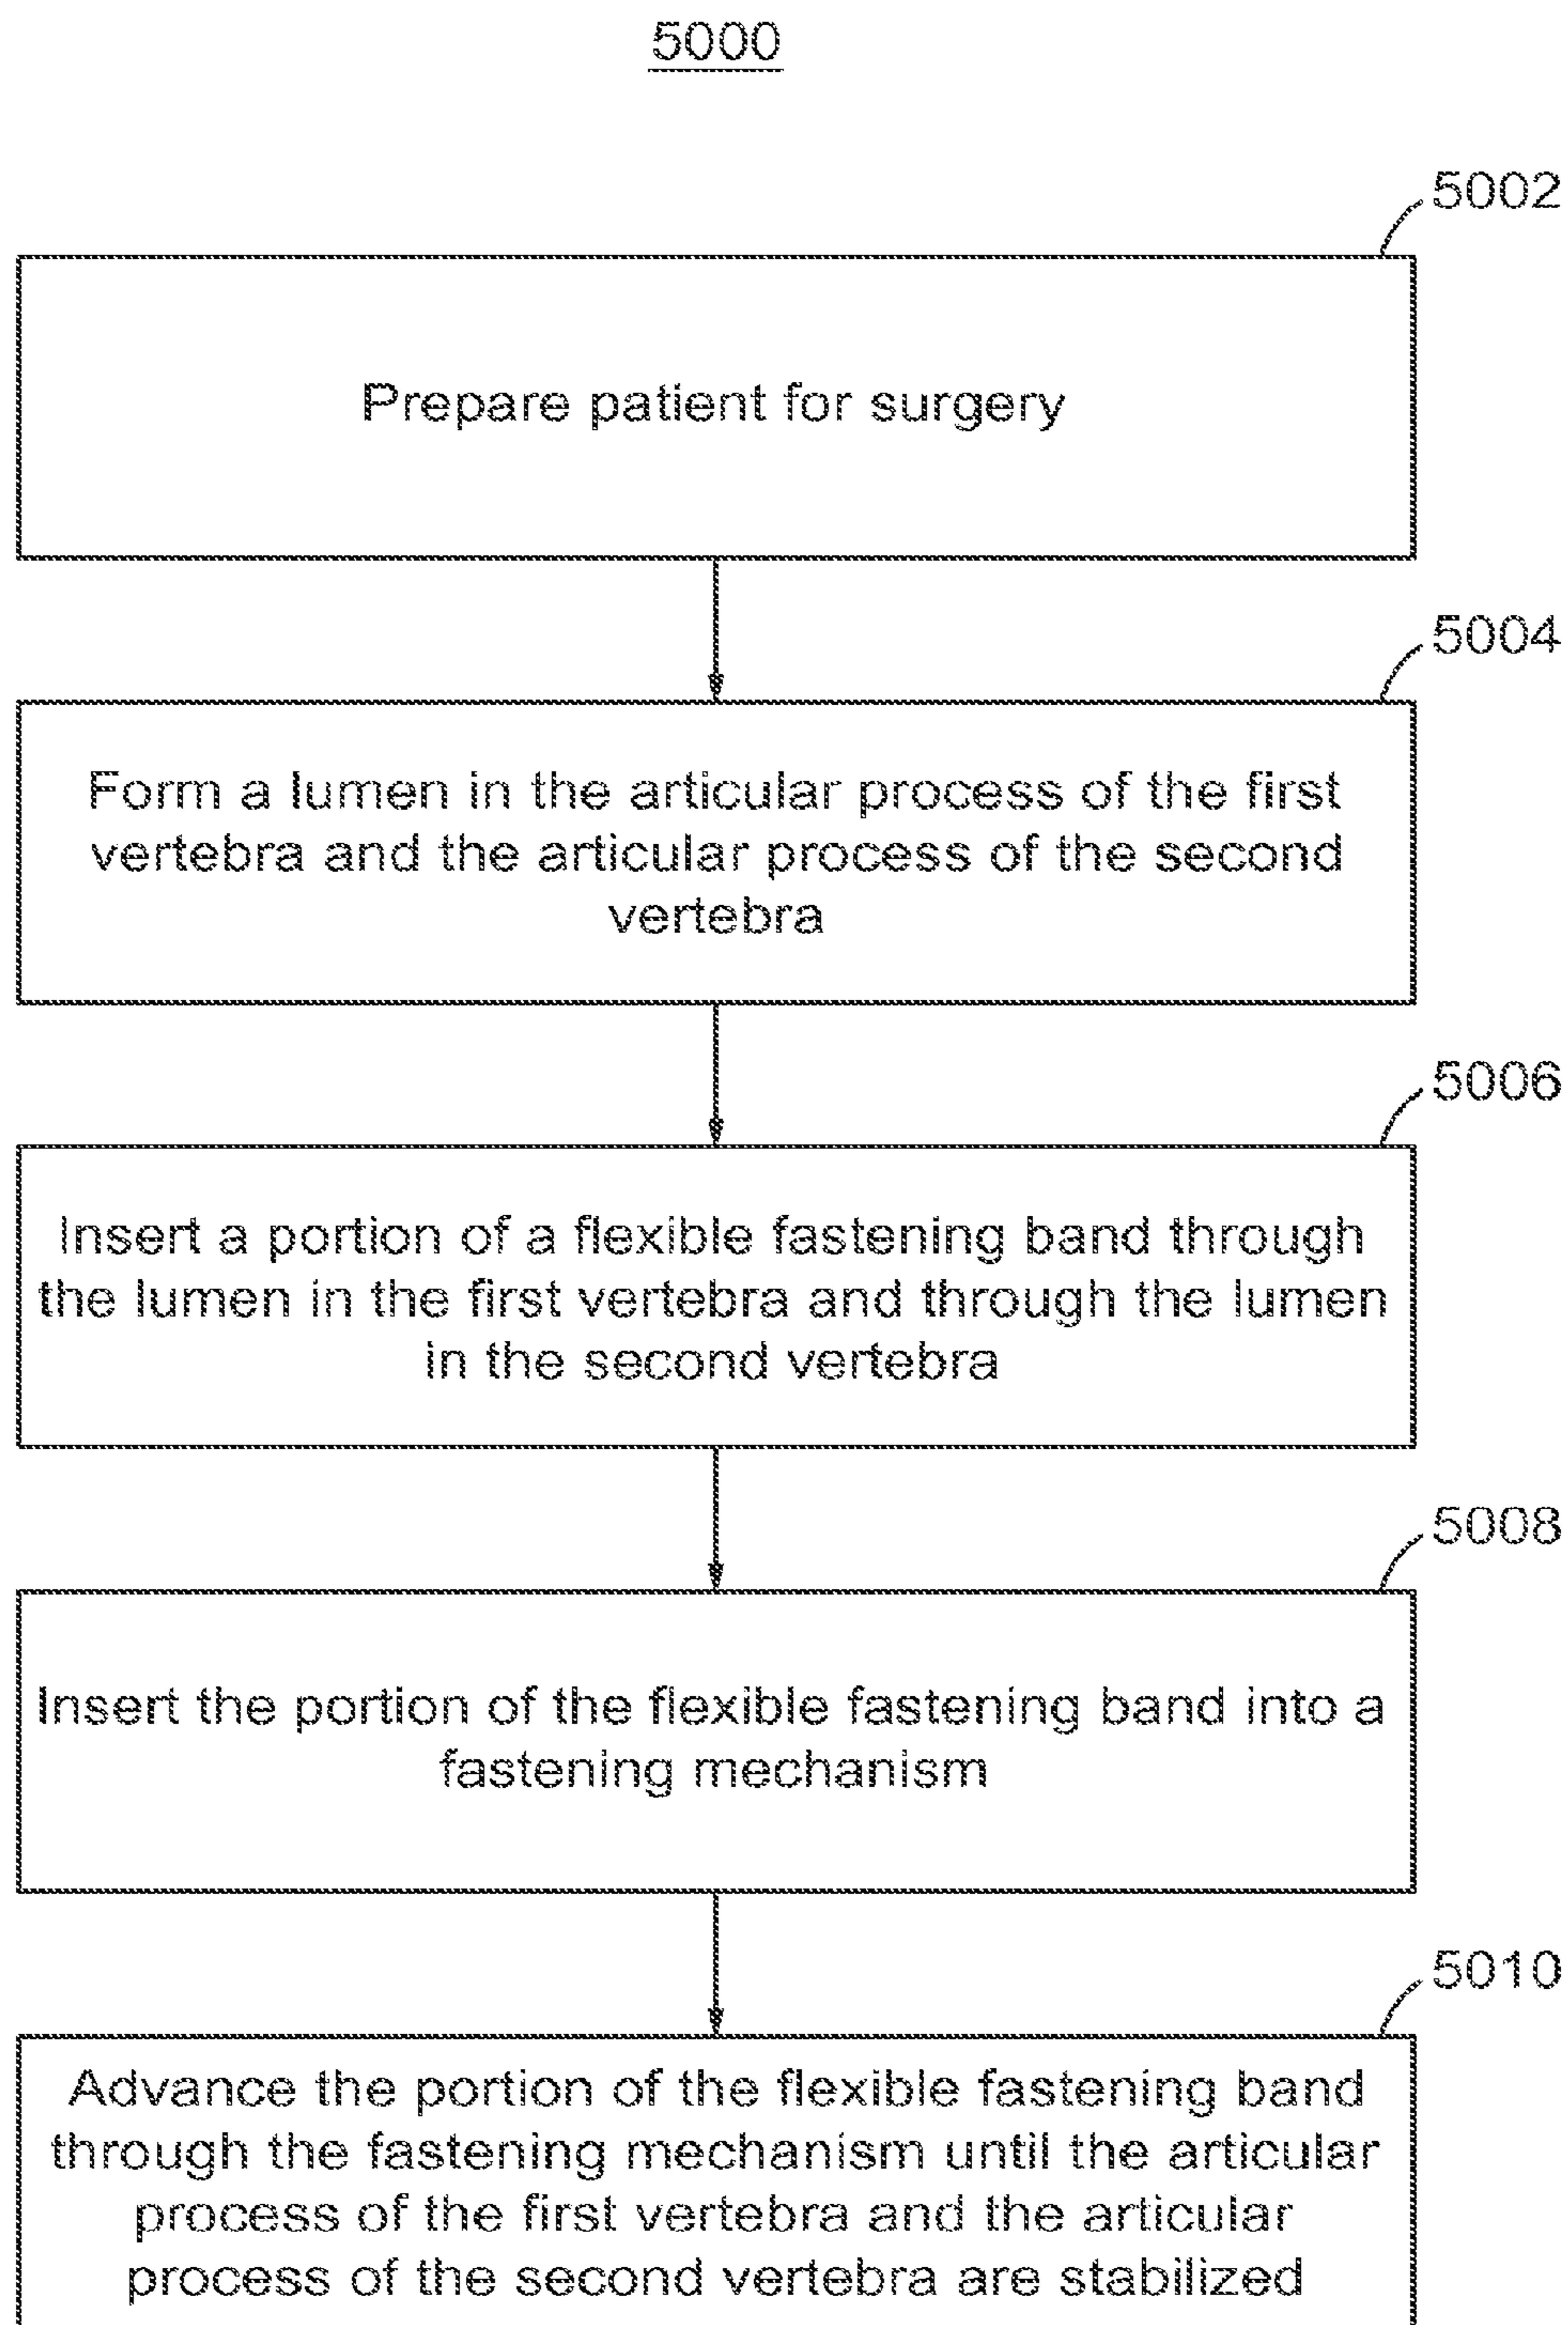 5000
5002
Prepare patient for surgery
5004
Form a lumen in the articular process of the first
vertebra and the articular process of the second
vertebra
5006
Insert a portion of a flexible fastening band through
the lumen in the first vertebra and through the lumen
in the second vertebra
5008
Insert the portion of the flexible fastening band into a
fastening mechanism
5010
Advance the portion of the flexible fastening band
through the fastening mechanism until the articular
process of the first vertebra and the articular
process of the second vertebra are stabilized